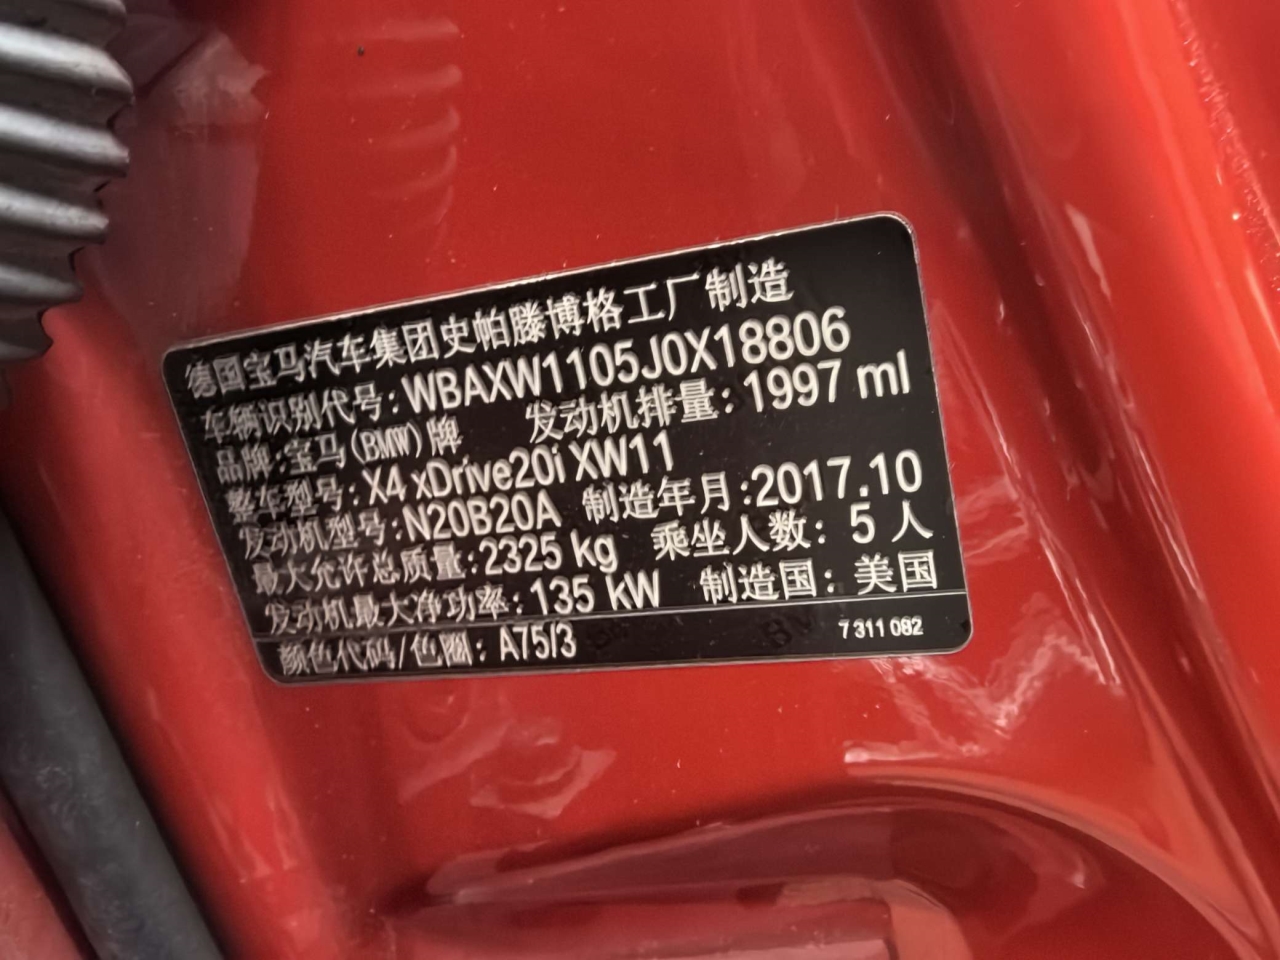 德国宝马汽车集团史帕滕博格工厂制造
车辆识别代号: WBAXW1105J0X18806
品牌: 宝马(BMW)牌 发动机排量: 1997 ml
整车型号: X4 xDrive20i XW11
发动机型号: N20B20A 制造年月: 2017.10
最大允许总质量: 2325 kg 乘坐人数: 5 人
发动机最大净功率: 135 kW 制造国: 美国
颜色代码/色圈: A75/3 7 311 082